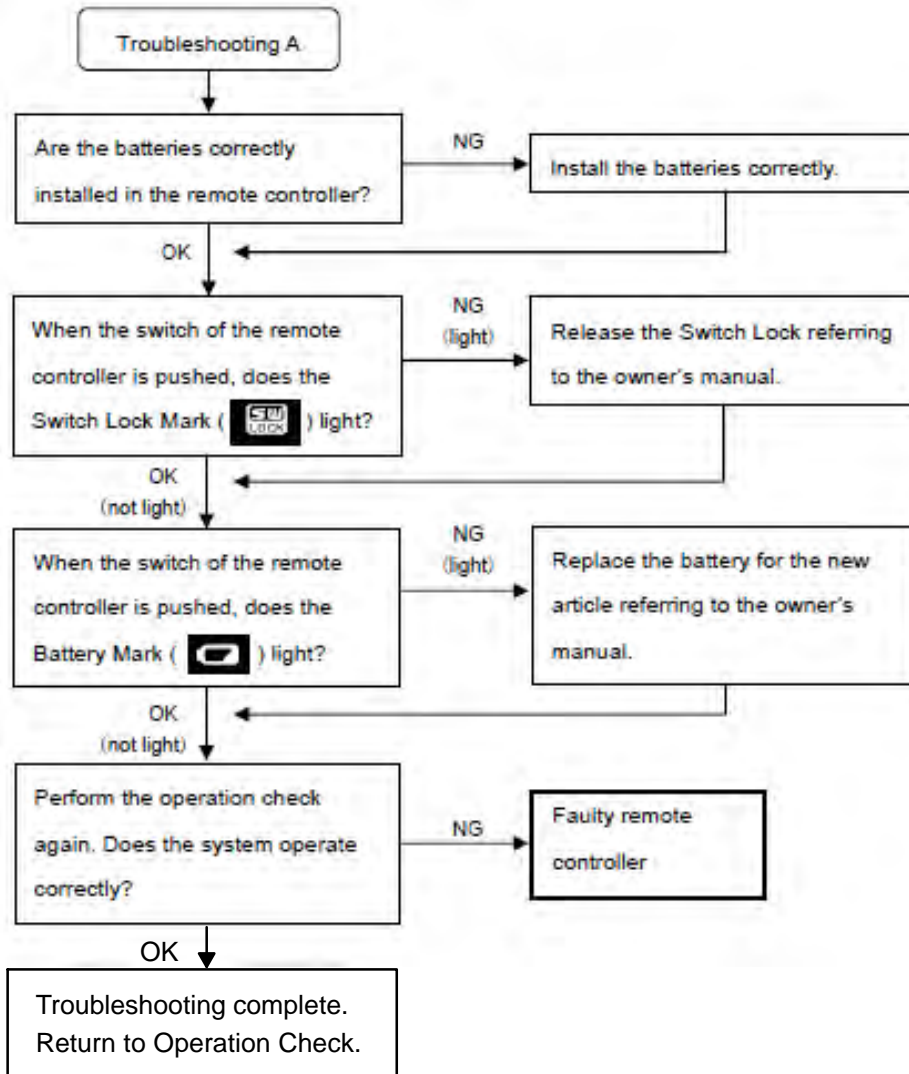 Troubleshooting A
Are the batteries correctly
installed in the remote controller?
NG
Install the batteries correctly.
OK
When the switch of the remote
controller is pushed, does the
Switch Lock Mark ( SW LOCK ) light?
NG
(light)
Release the Switch Lock referring
to the owner's manual.
OK
(not light)
When the switch of the remote
controller is pushed, does the
Battery Mark ( ) light?
NG
(light)
Replace the battery for the new
article referring to the owner's
manual.
OK
(not light)
Perform the operation check
again. Does the system operate
correctly?
NG
Faulty remote
controller
OK
Troubleshooting complete.
Return to Operation Check.